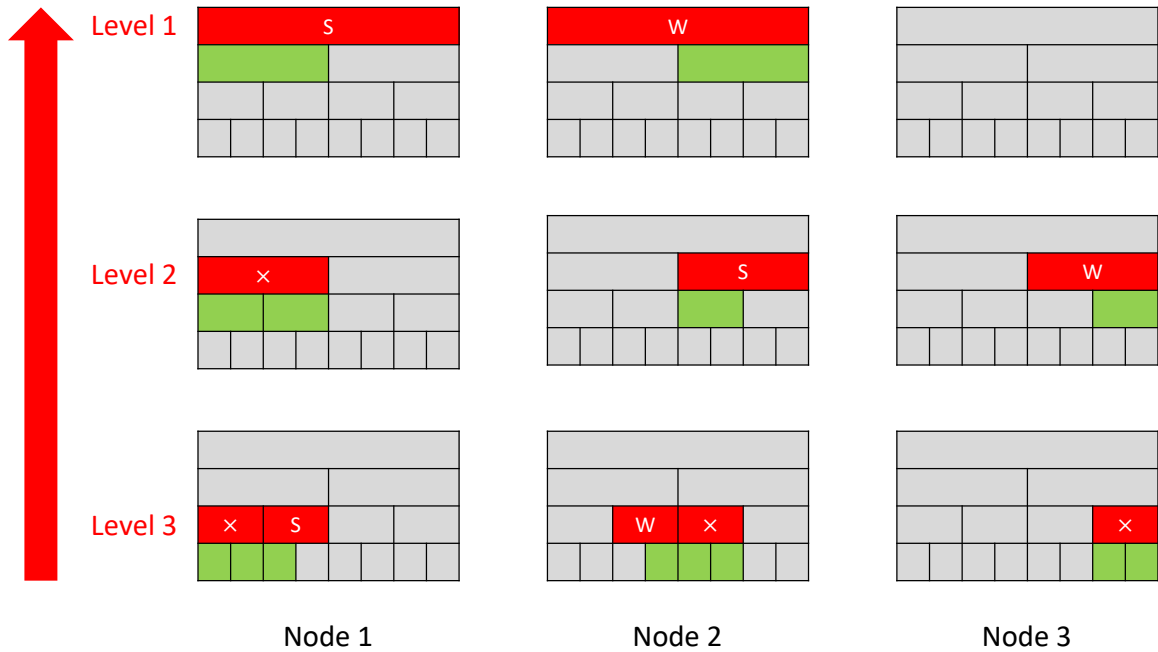 Level 1
S
W
Level 2
×
S
W
Level 3
×
S
W
×
×
Node 1
Node 2
Node 3